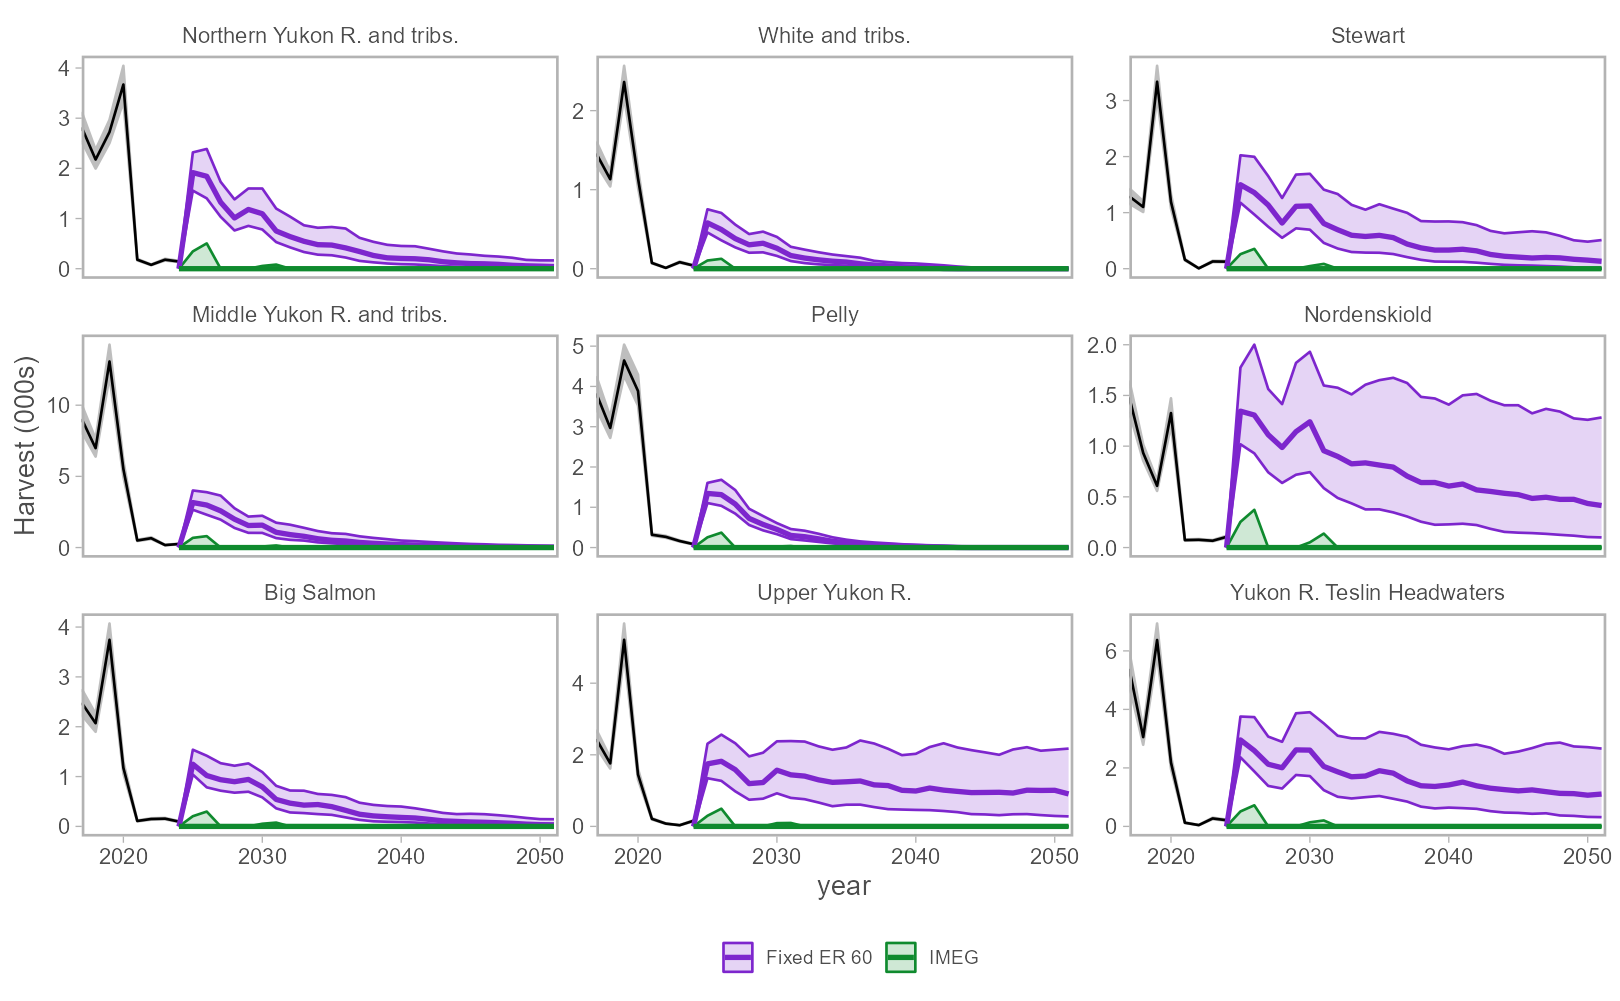 Northern Yukon R. and tribs.
White and tribs.
Stewart
4
3
2
1
0
2
1
0
3
2
1
0
Middle Yukon R. and tribs.
Pelly
Nordenskiold
Harvest (000s)
10
5
0
5
4
3
2
1
0
2.0
1.5
1.0
0.5
0.0
Big Salmon
Upper Yukon R.
Yukon R. Teslin Headwaters
4
3
2
1
0
4
2
0
6
4
2
0
2020 2030 2040 2050
2020 2030 2040 2050
2020 2030 2040 2050
year
Fixed ER 60 IMEG